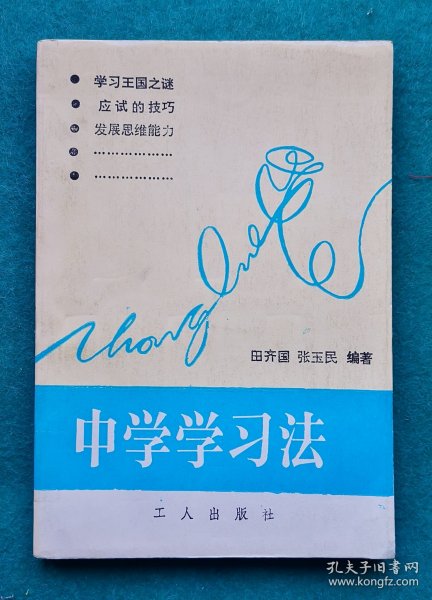 学习王国之谜
应试的技巧
发展思维能力
………………
………………
zhongxue
田齐国 张玉民 编著
中学学习法
工人出版社
孔夫子旧书网
www.kongfz.com